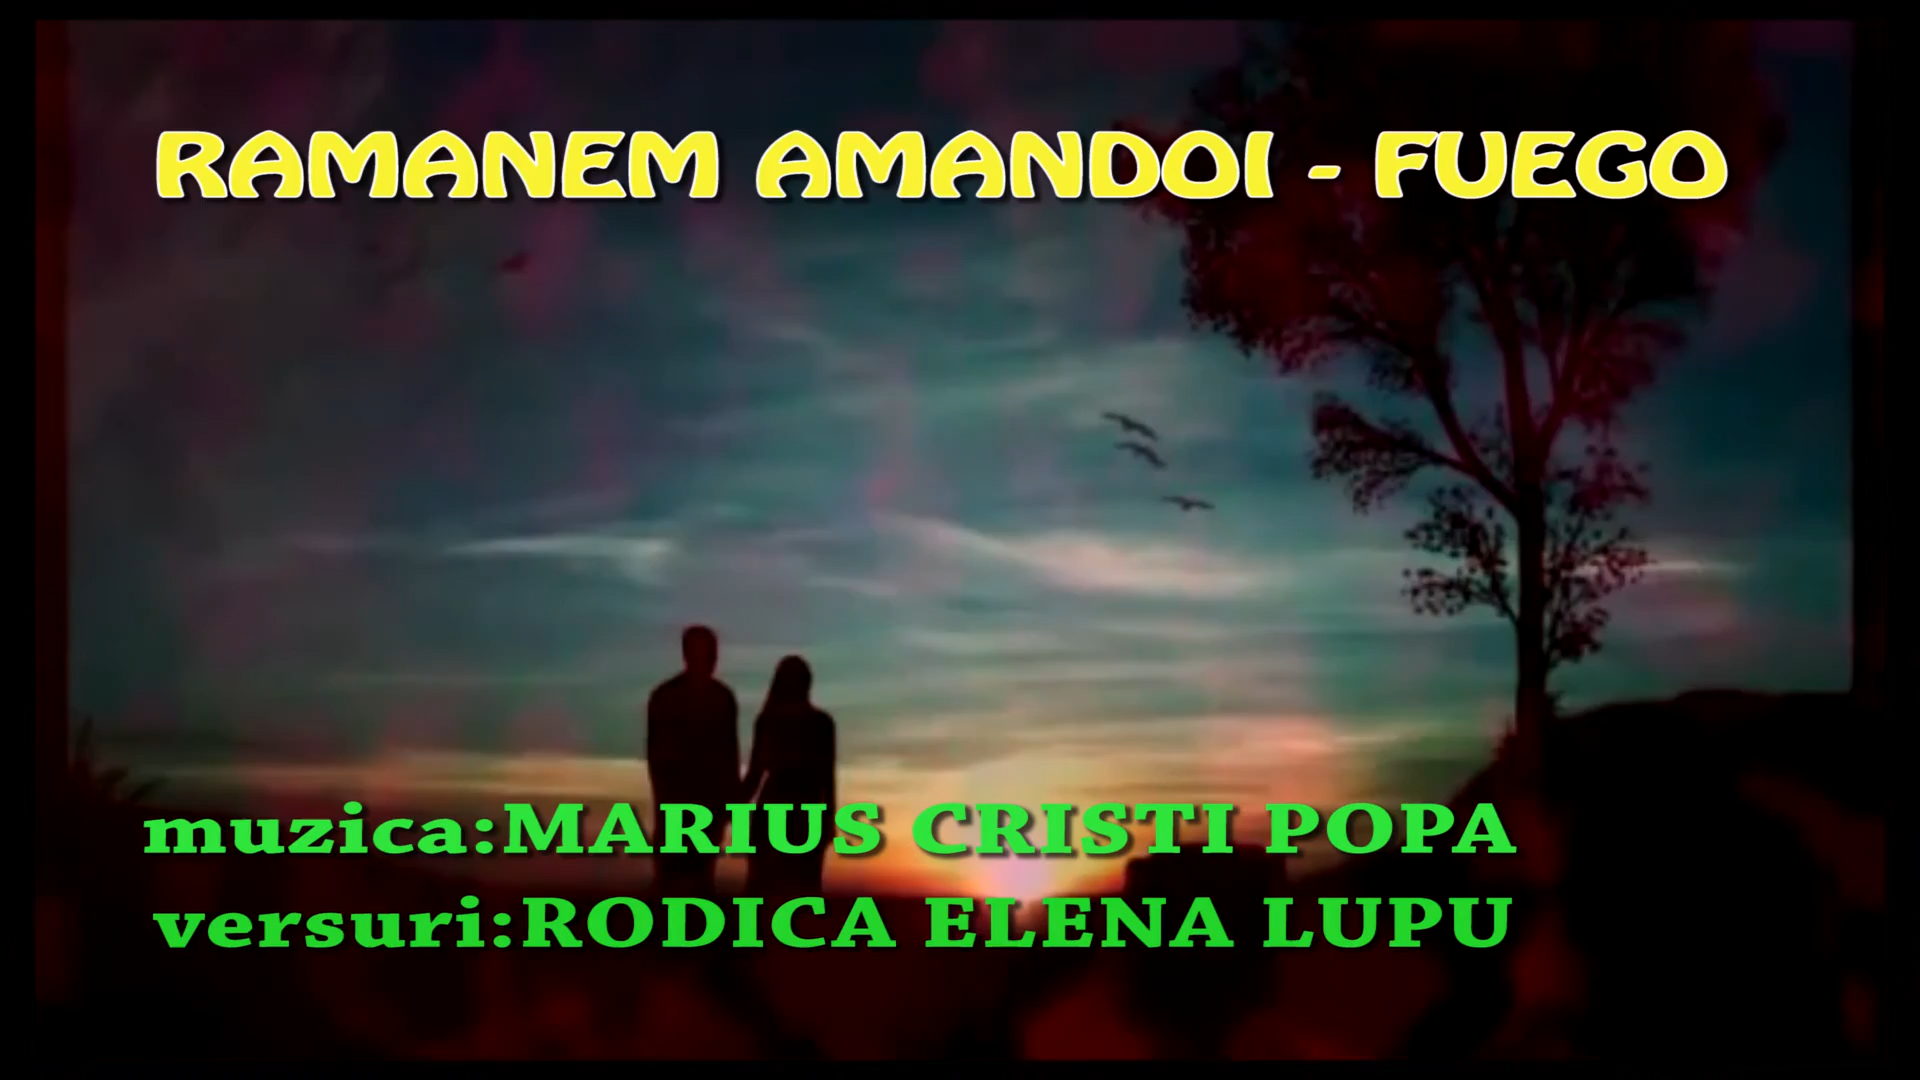 RAMANEM AMANDOI - FUEGO
muzica:MARIUS CRISTI POPA
versuri:RODICA ELENA LUPU